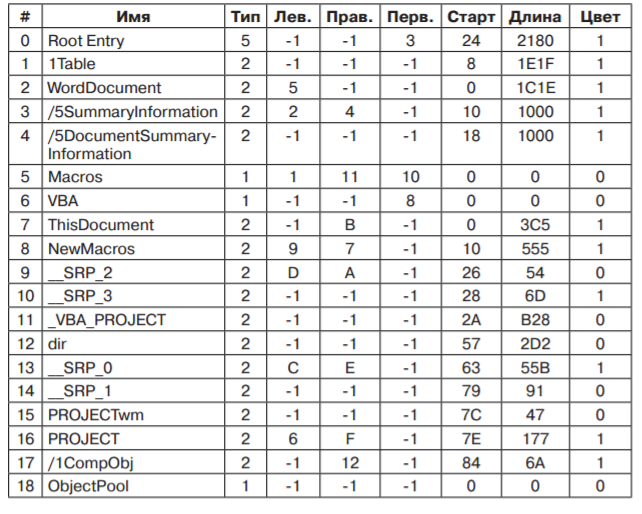 # Имя Тип Лев. Прав. Перв. Старт Длина Цвет
0 Root Entry 5 -1 -1 3 24 2180 1
1 1Table 2 -1 -1 -1 8 1E1F 1
2 WordDocument 2 5 -1 -1 0 1C1E 1
3 /5SummaryInformation 2 2 4 -1 10 1000 1
4 /5DocumentSummary- 2 -1 -1 -1 18 1000 1
Information
5 Macros 1 1 11 10 0 0 0
6 VBA 1 -1 -1 8 0 0 0
7 ThisDocument 2 -1 B -1 0 3C5 1
8 NewMacros 2 9 7 -1 10 555 1
9 __SRP_2 2 D A -1 26 54 0
10 __SRP_3 2 -1 -1 -1 28 6D 1
11 _VBA_PROJECT 2 -1 -1 -1 2A B28 0
12 dir 2 -1 -1 -1 57 2D2 0
13 __SRP_0 2 C E -1 63 55B 1
14 __SRP_1 2 -1 -1 -1 79 91 0
15 PROJECTwm 2 -1 -1 -1 7C 47 0
16 PROJECT 2 6 F -1 7E 177 1
17 /1CompObj 2 -1 12 -1 84 6A 1
18 ObjectPool 1 -1 -1 -1 0 0 0